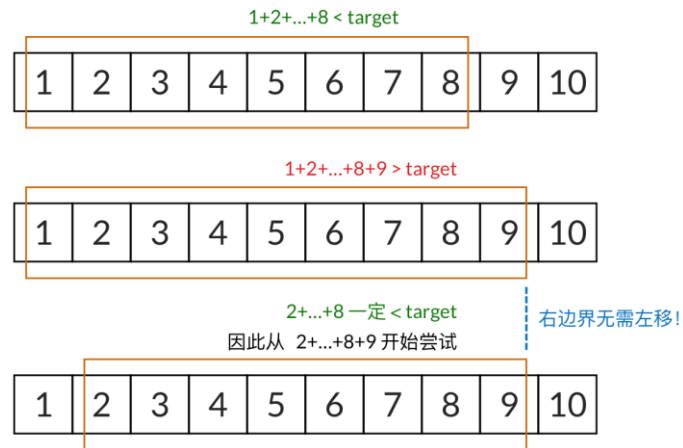 1+2+...+8 < target
1 2 3 4 5 6 7 8 9 10
1+2+...+8+9 > target
1 2 3 4 5 6 7 8 9 10
2+...+8 一定 < target
右边界无需左移!
因此从 2+...+8+9 开始尝试
1 2 3 4 5 6 7 8 9 10